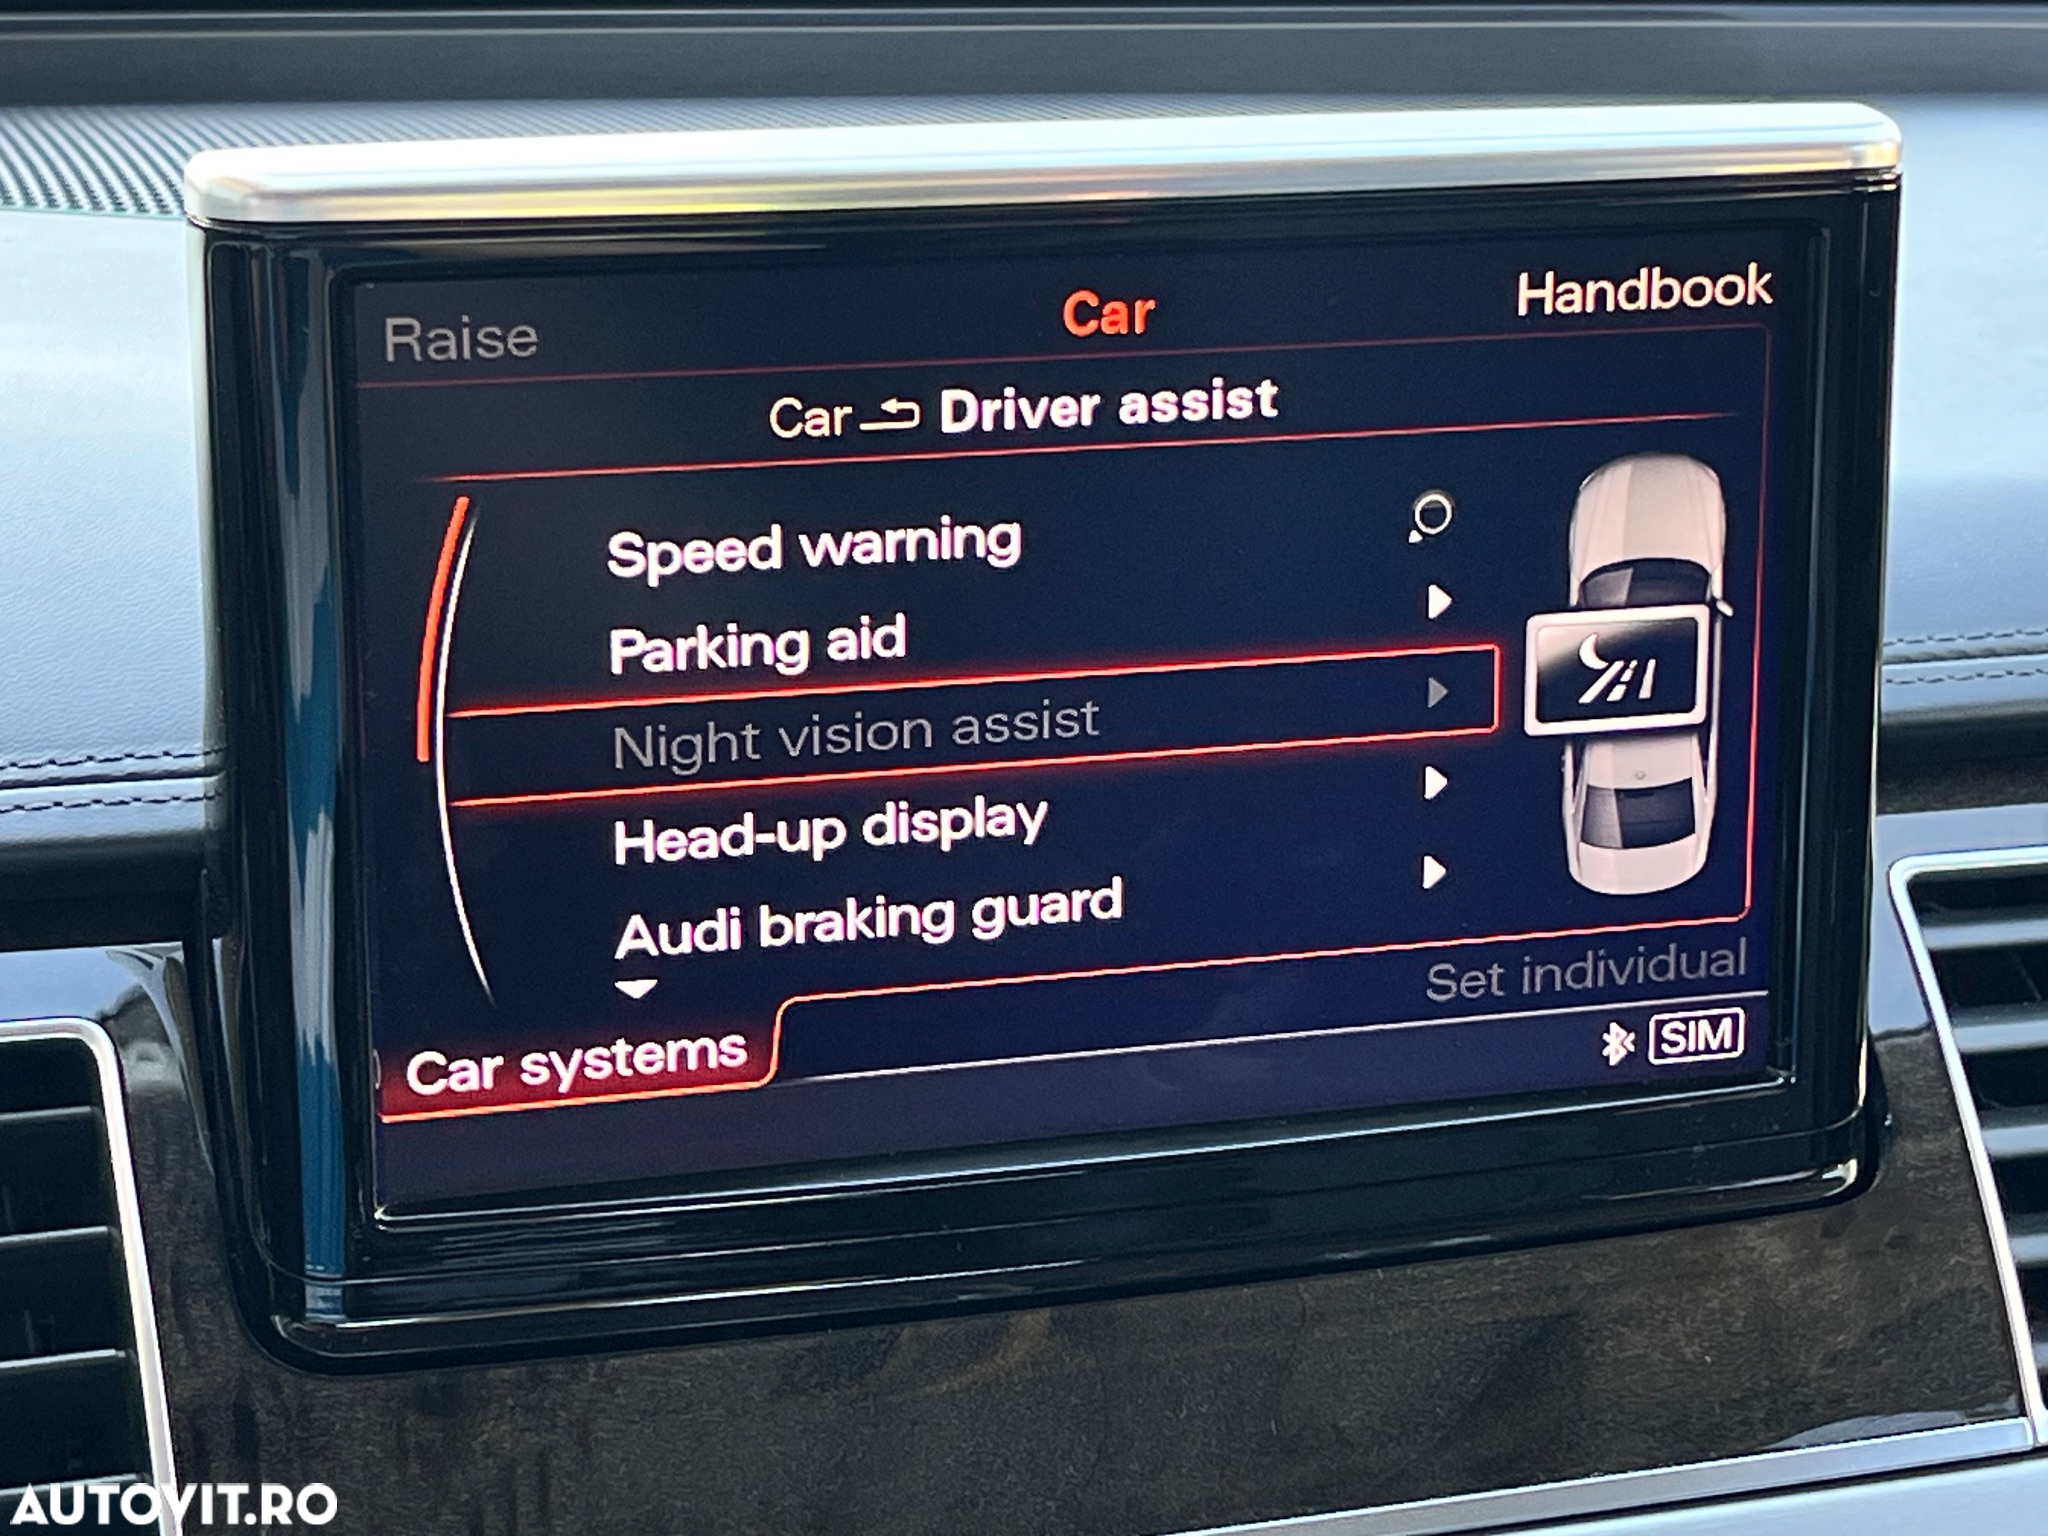 Raise
Car
Handbook
Car Driver assist
Speed warning
Parking aid
Night vision assist
Head-up display
Audi braking guard
Set individual
Car systems
SIM
AUTOVIT.RO